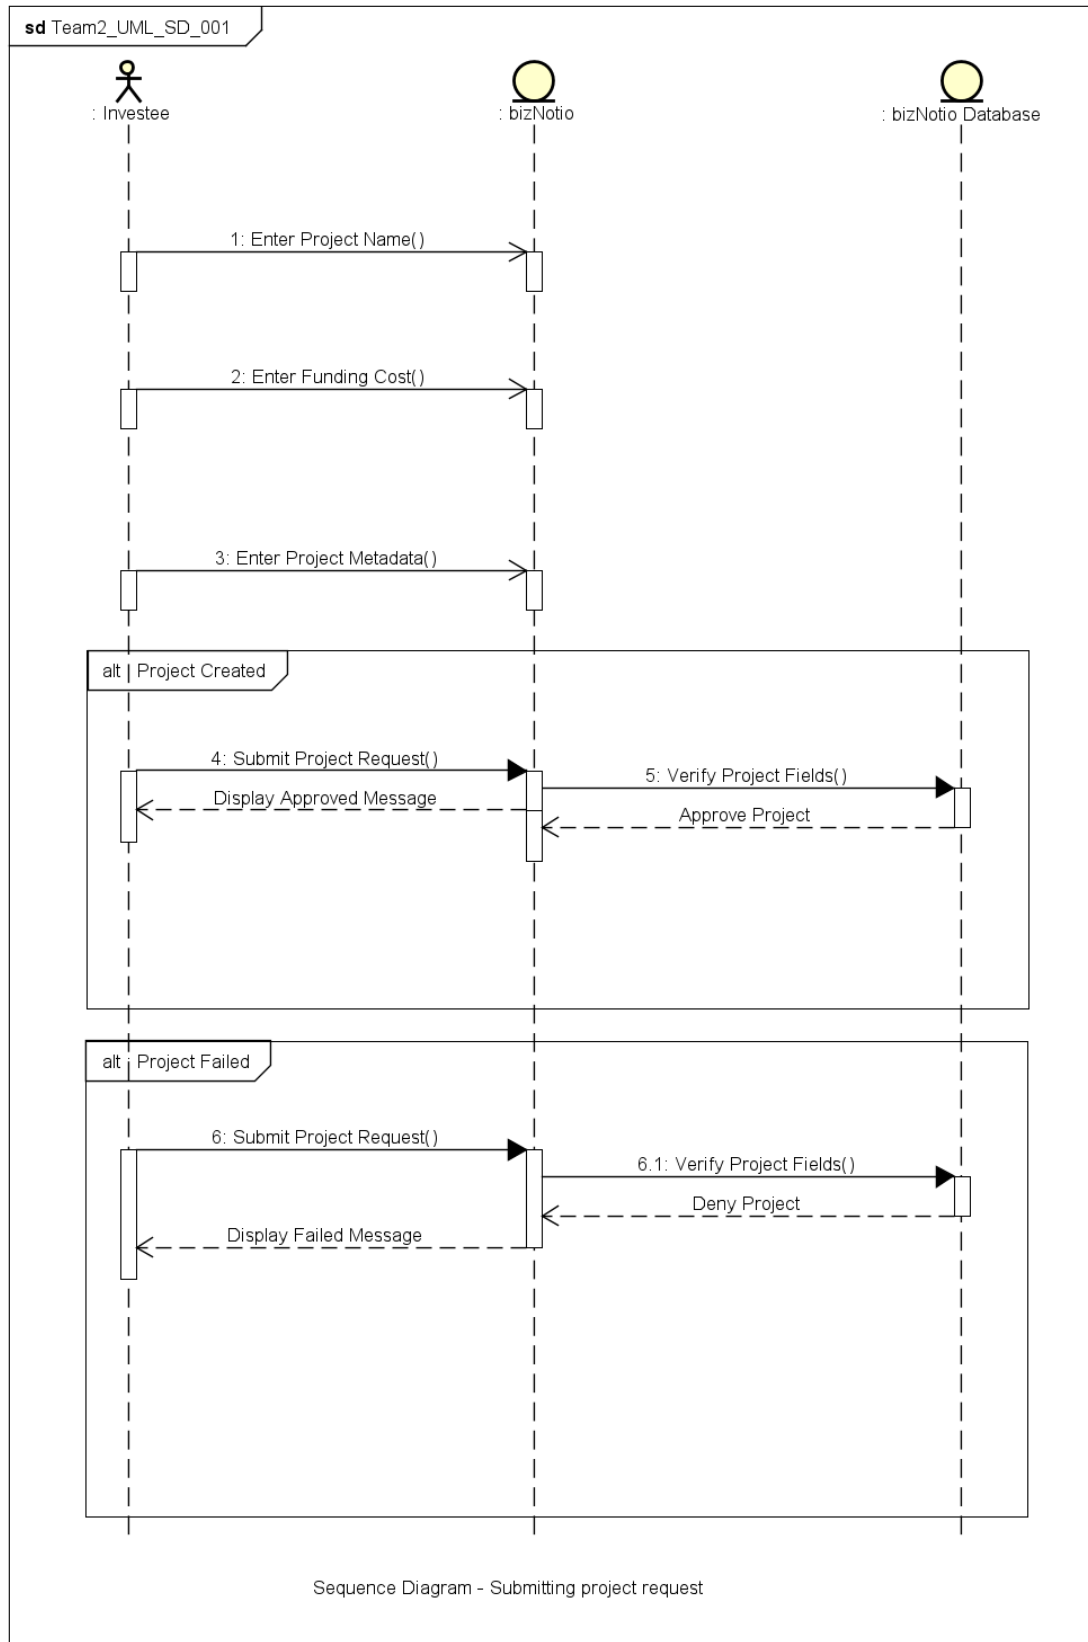 sd Team2_UML_SD_001
: Investee
: bizNotio
: bizNotio Database
1: Enter Project Name()
2: Enter Funding Cost()
3: Enter Project Metadata()
alt : Project Created
4: Submit Project Request()
5: Verify Project Fields()
Display Approved Message
Approve Project
alt : Project Failed
6: Submit Project Request()
6.1: Verify Project Fields()
Deny Project
Display Failed Message
Sequence Diagram - Submitting project request